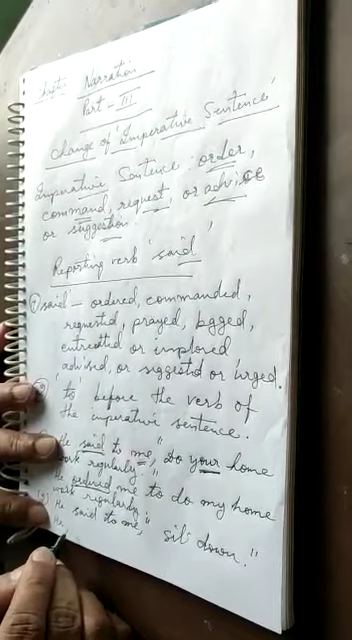 Chapter Narration
Part - III
Change of 'Imperative Sentence'
Imperative Sentence : order,
command, request, or advice
or suggestion.
Reporting verb 'said'
① said' - ordered, commanded,
requested, prayed, begged,
entreated or implored
advised, or suggested or urged.
② 'to' before the verb of
the imperative sentence.
He said to me, "Do your home
work regularly."
He ordered me to do my home
work regularly.
He said to me, "sit down."
He